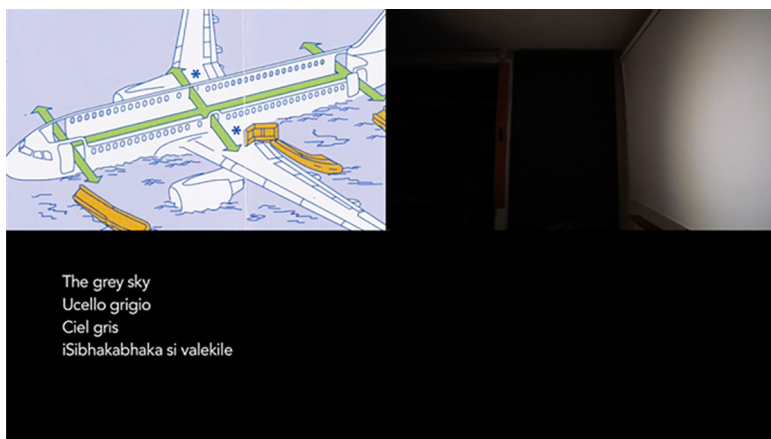 The grey sky
Ucello grigio
Ciel gris
iSibhakabhaka si valekile